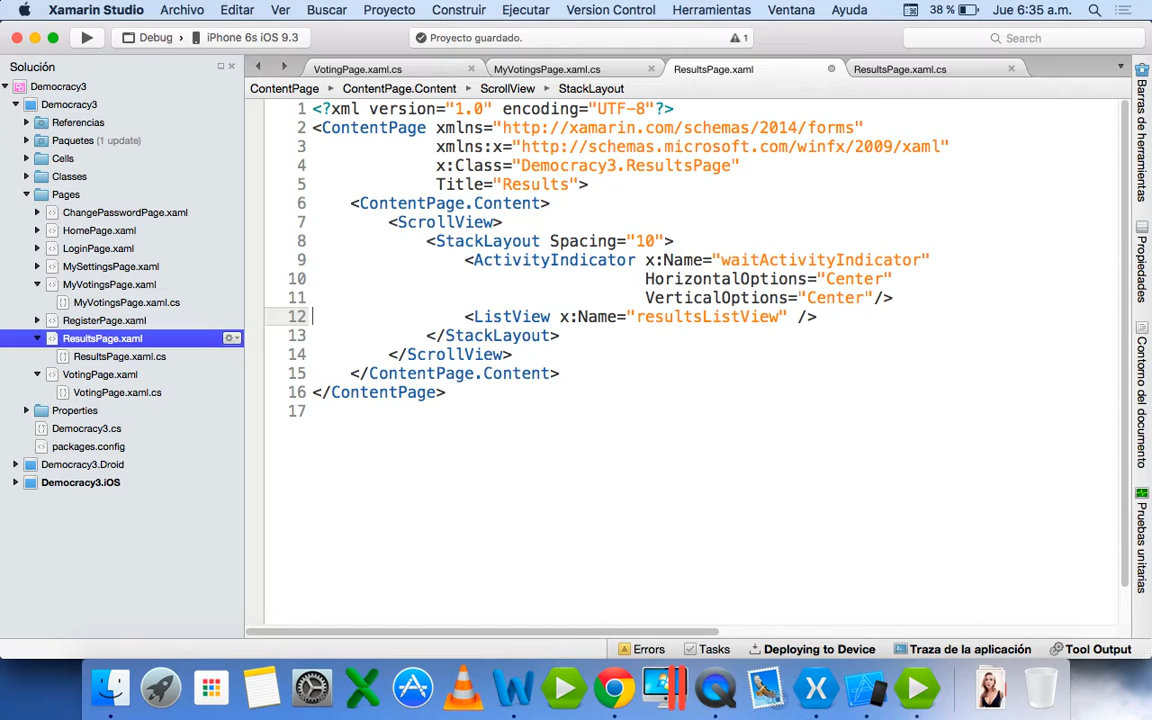 Xamarin Studio Archivo Editar Ver Buscar Proyecto Construir Ejecutar Version Control Herramientas Ventana Ayuda 38 % Jue 6:35 a.m.
Debug iPhone 6s iOS 9.3 Proyecto guardado. 1 Search
Solución
VotingPage.xaml.cs MyVotingsPage.xaml.cs ResultsPage.xaml ResultsPage.xaml.cs
ContentPage ContentPage.Content ScrollView StackLayout
Democracy3
Democracy3
Referencias
Paquetes (1 update)
Cells
Classes
Pages
ChangePasswordPage.xaml
HomePage.xaml
LoginPage.xaml
MySettingsPage.xaml
MyVotingsPage.xaml
MyVotingsPage.xaml.cs
RegisterPage.xaml
ResultsPage.xaml
ResultsPage.xaml.cs
VotingPage.xaml
VotingPage.xaml.cs
Properties
Democracy3.cs
packages.config
Democracy3.Droid
Democracy3.iOS
1 <?xml version="1.0" encoding="UTF-8"?>
2 <ContentPage xmlns="http://xamarin.com/schemas/2014/forms"
3 xmlns:x="http://schemas.microsoft.com/winfx/2009/xaml"
4 x:Class="Democracy3.ResultsPage"
5 Title="Results">
6 <ContentPage.Content>
7 <ScrollView>
8 <StackLayout Spacing="10">
9 <ActivityIndicator x:Name="waitActivityIndicator"
10 HorizontalOptions="Center"
11 VerticalOptions="Center"/>
12 <ListView x:Name="resultsListView" />
13 </StackLayout>
14 </ScrollView>
15 </ContentPage.Content>
16 </ContentPage>
17
Barras de herramientas
Propiedades
Contorno del documento
Pruebas unitarias
Errors Tasks Deploying to Device Traza de la aplicación Tool Output